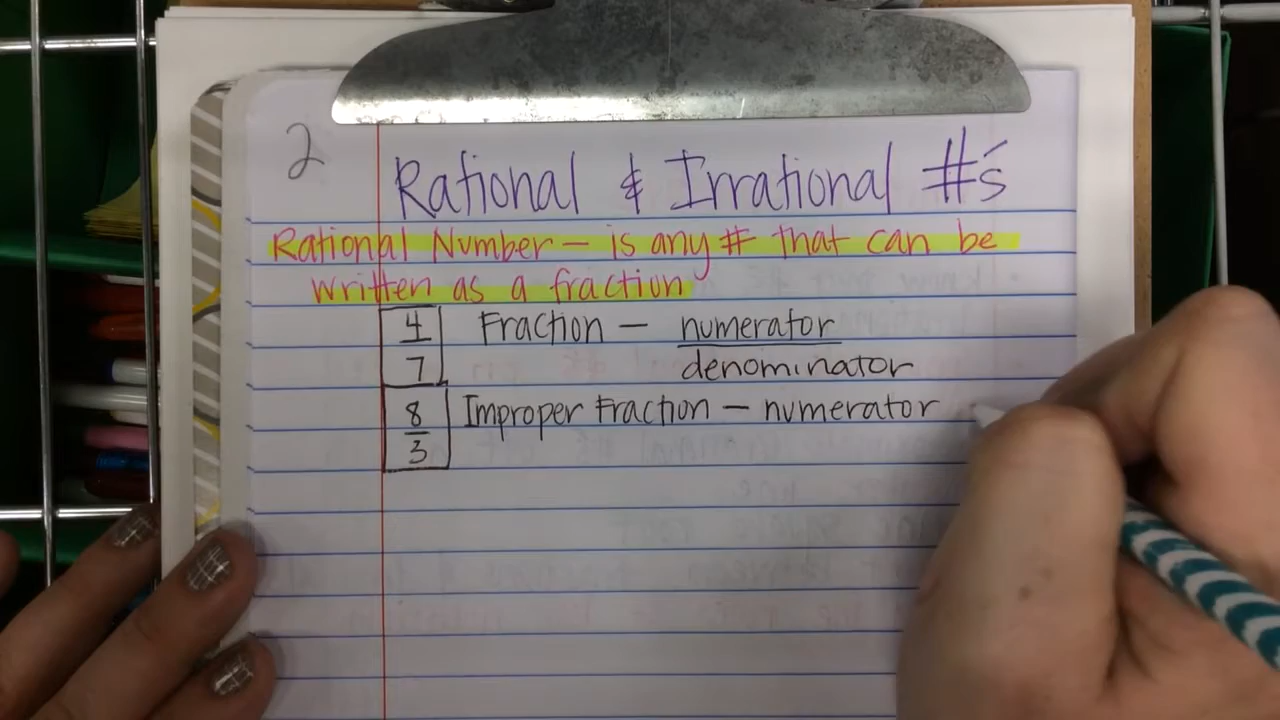 2
Rational & Irrational #'s
Rational Number – is any # that can be
written as a fraction
4
7
Fraction – numerator
denominator
8
3
Improper Fraction – numerator